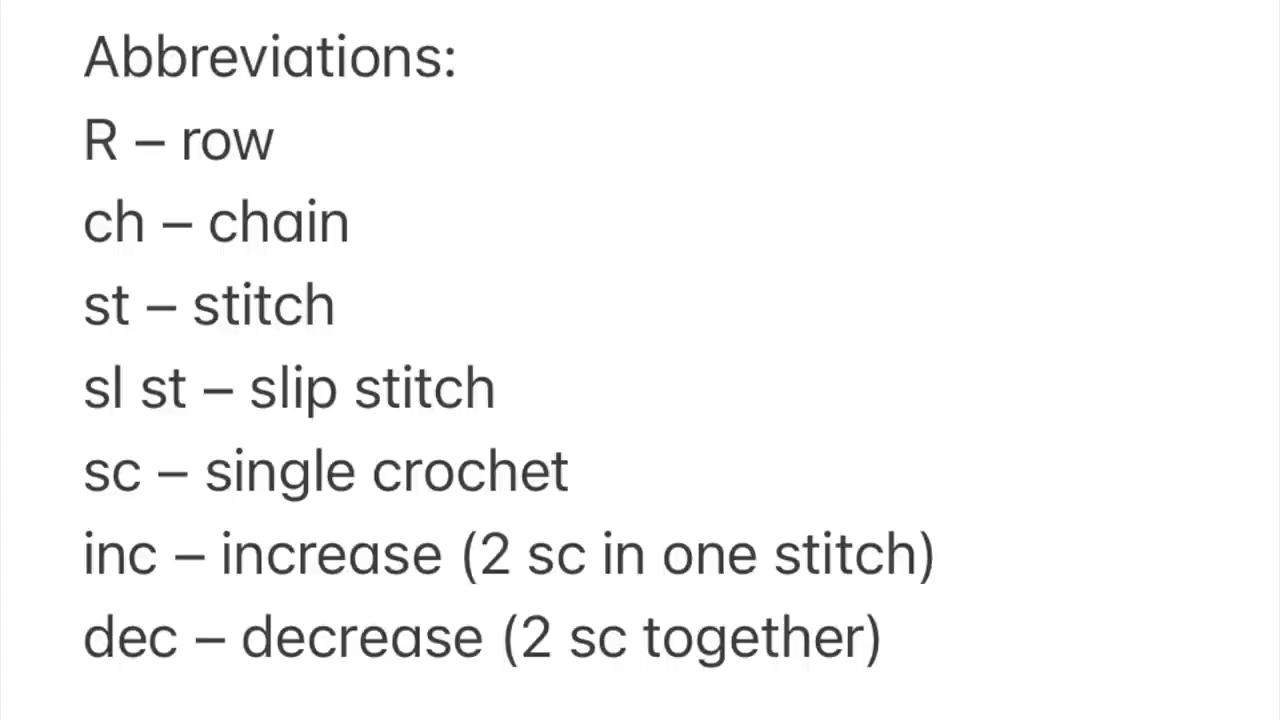 Abbreviations:
R – row
ch – chain
st – stitch
sl st – slip stitch
sc – single crochet
inc – increase (2 sc in one stitch)
dec – decrease (2 sc together)